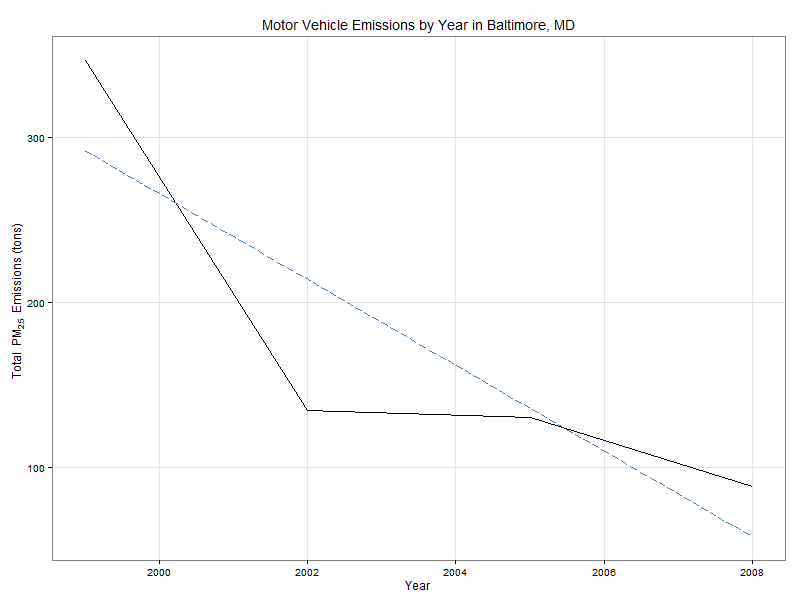 Motor Vehicle Emissions by Year in Baltimore, MD
Total PM2.5 Emissions (tons)
300
200
100
2000 2002 2004 2006 2008
Year